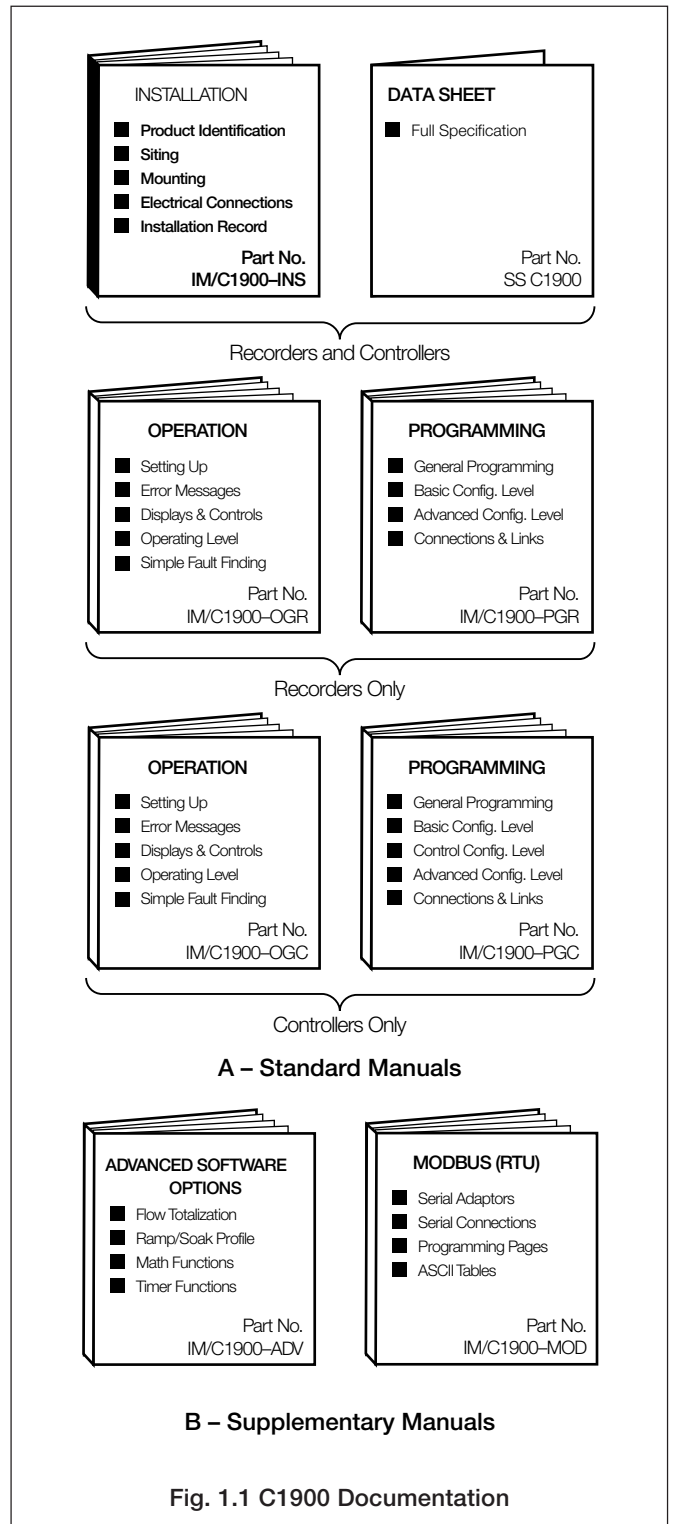 INSTALLATION
Product Identification
Siting
Mounting
Electrical Connections
Installation Record
Part No.
IM/C1900–INS
DATA SHEET
Full Specification
Part No.
SS C1900
Recorders and Controllers
OPERATION
Setting Up
Error Messages
Displays & Controls
Operating Level
Simple Fault Finding
Part No.
IM/C1900–OGR
PROGRAMMING
General Programming
Basic Config. Level
Advanced Config. Level
Connections & Links
Part No.
IM/C1900–PGR
Recorders Only
OPERATION
Setting Up
Error Messages
Displays & Controls
Operating Level
Simple Fault Finding
Part No.
IM/C1900–OGC
PROGRAMMING
General Programming
Basic Config. Level
Control Config. Level
Advanced Config. Level
Connections & Links
Part No.
IM/C1900–PGC
Controllers Only
A – Standard Manuals
ADVANCED SOFTWARE
OPTIONS
Flow Totalization
Ramp/Soak Profile
Math Functions
Timer Functions
Part No.
IM/C1900–ADV
MODBUS (RTU)
Serial Adaptors
Serial Connections
Programming Pages
ASCII Tables
Part No.
IM/C1900–MOD
B – Supplementary Manuals
Fig. 1.1 C1900 Documentation